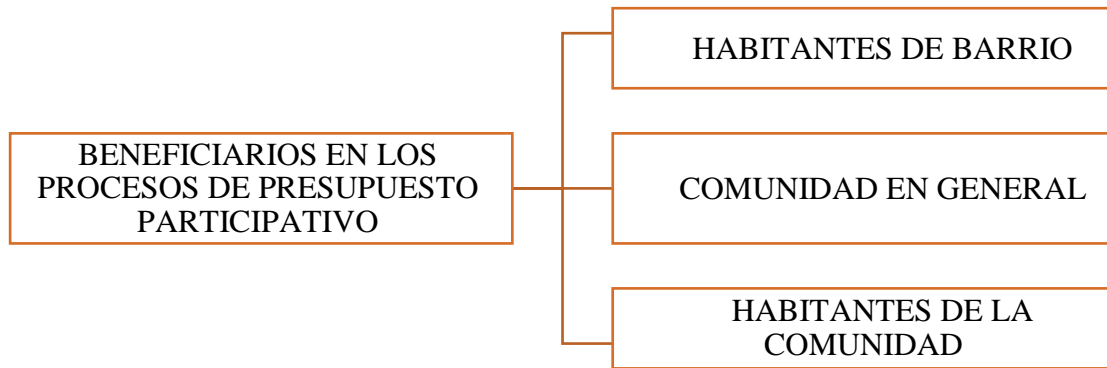 BENEFICIARIOS EN LOS
PROCESOS DE PRESUPUESTO
PARTICIPATIVO
HABITANTES DE BARRIO
COMUNIDAD EN GENERAL
HABITANTES DE LA
COMUNIDAD